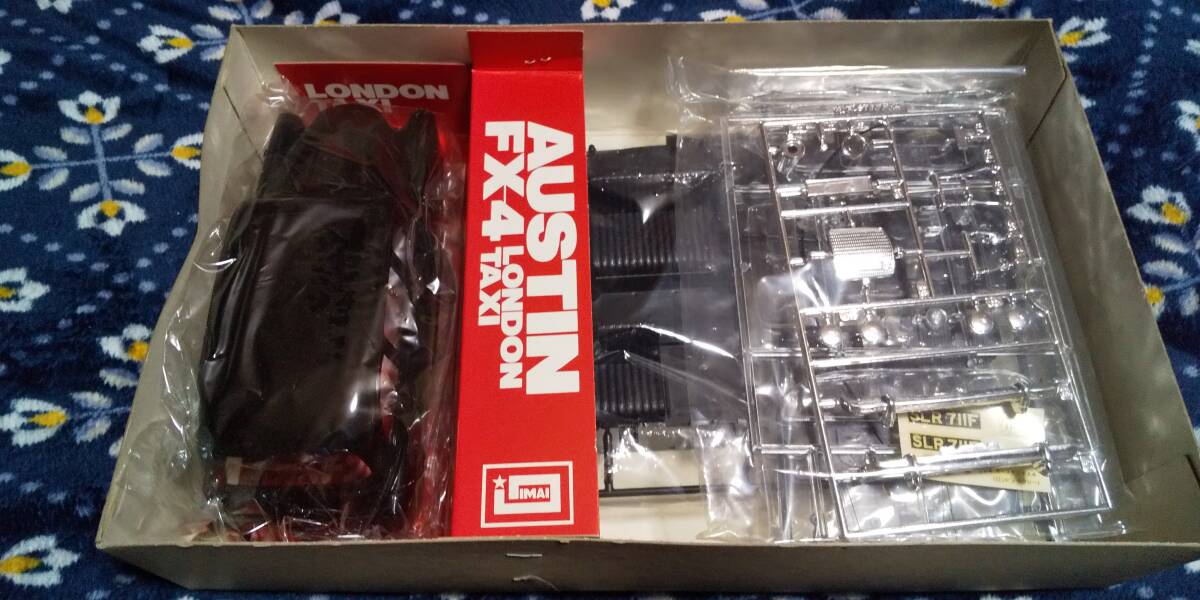 LONDON
TAXI
AUSTIN
FX4 LONDON
TAXI
IMAI
SLR 711F
SLR 711F